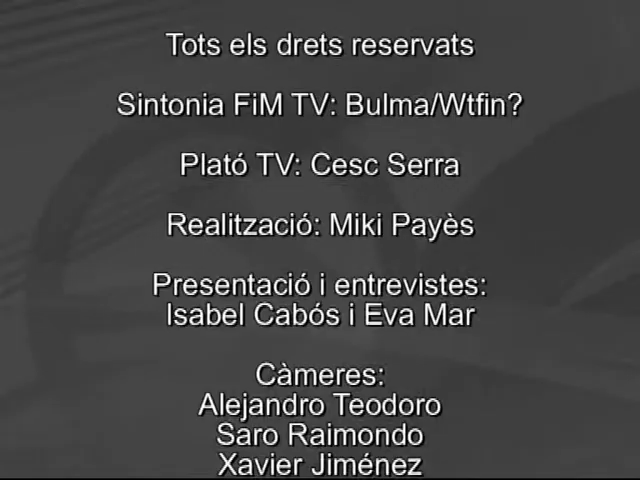 Tots els drets reservats
Sintonia FiM TV: Bulma/Wtfin?
Plató TV: Cesc Serra
Realització: Miki Payès
Presentació i entrevistes:
Isabel Cabós i Eva Mar
Càmeres:
Alejandro Teodoro
Saro Raimondo
Xavier Jiménez